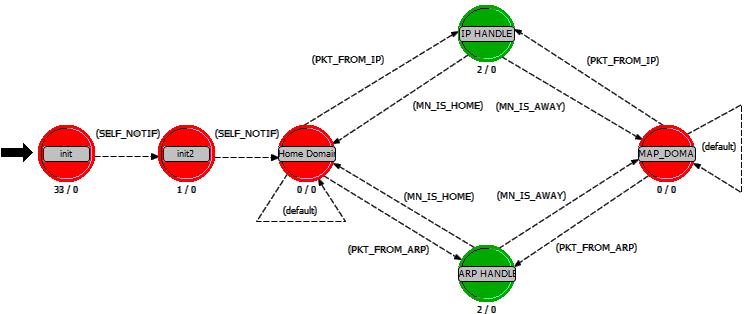 IP HANDLE
2 / 0
(PKT_FROM_IP)
(PKT_FROM_IP)
(MN_IS_HOME)
(MN_IS_AWAY)
(SELF_NOTIF)
(SELF_NOTIF)
init
init2
Home Domain
MAP_DOMA
(default)
33 / 0
1 / 0
0 / 0
0 / 0
(default)
(MN_IS_HOME)
(MN_IS_AWAY)
(PKT_FROM_ARP)
(PKT_FROM_ARP)
ARP HANDLE
2 / 0